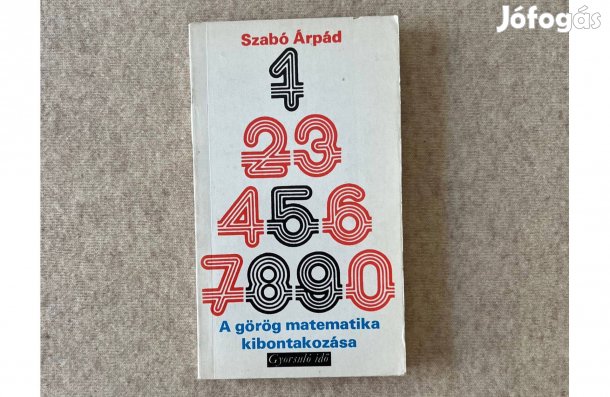 Jófogás
Szabó Árpád
1
23
456
7890
A görög matematika
kibontakozása
Gyorsuló idő